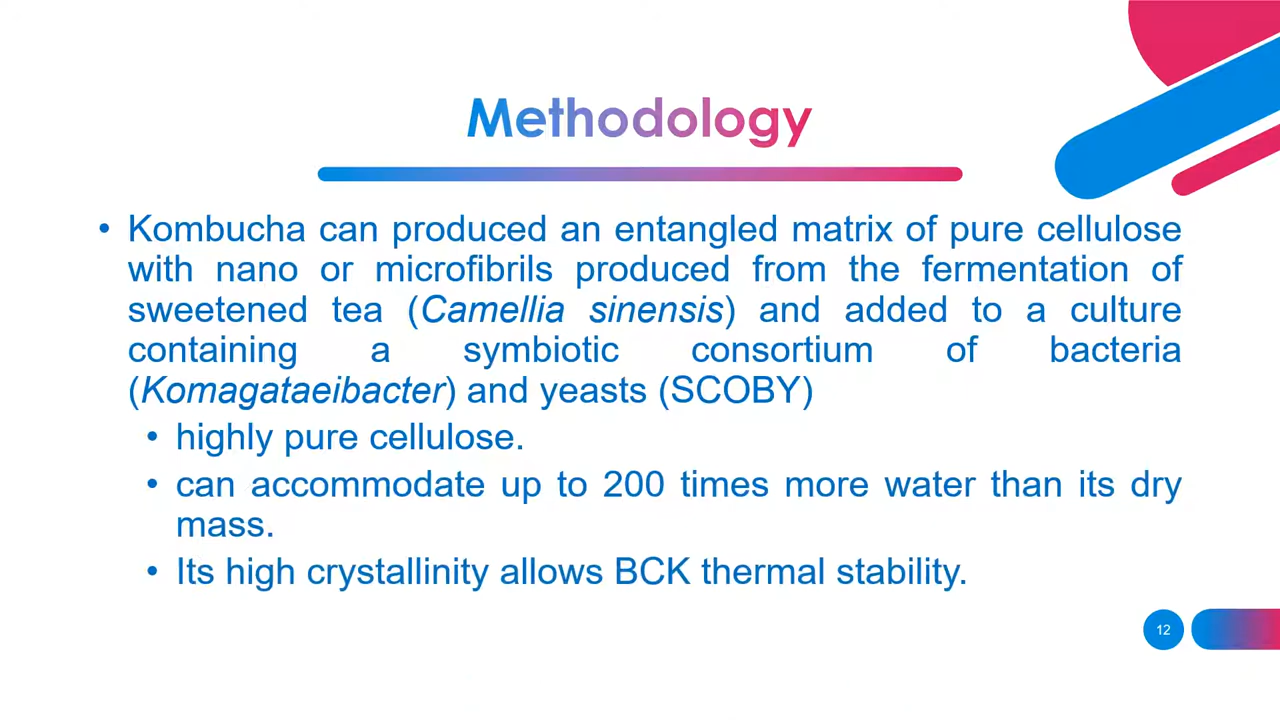 Methodology
• Kombucha can produced an entangled matrix of pure cellulose
with nano or microfibrils produced from the fermentation of
sweetened tea (Camellia sinensis) and added to a culture
containing a symbiotic consortium of bacteria
(Komagataeibacter) and yeasts (SCOBY)
• highly pure cellulose.
• can accommodate up to 200 times more water than its dry
mass.
• Its high crystallinity allows BCK thermal stability.
12